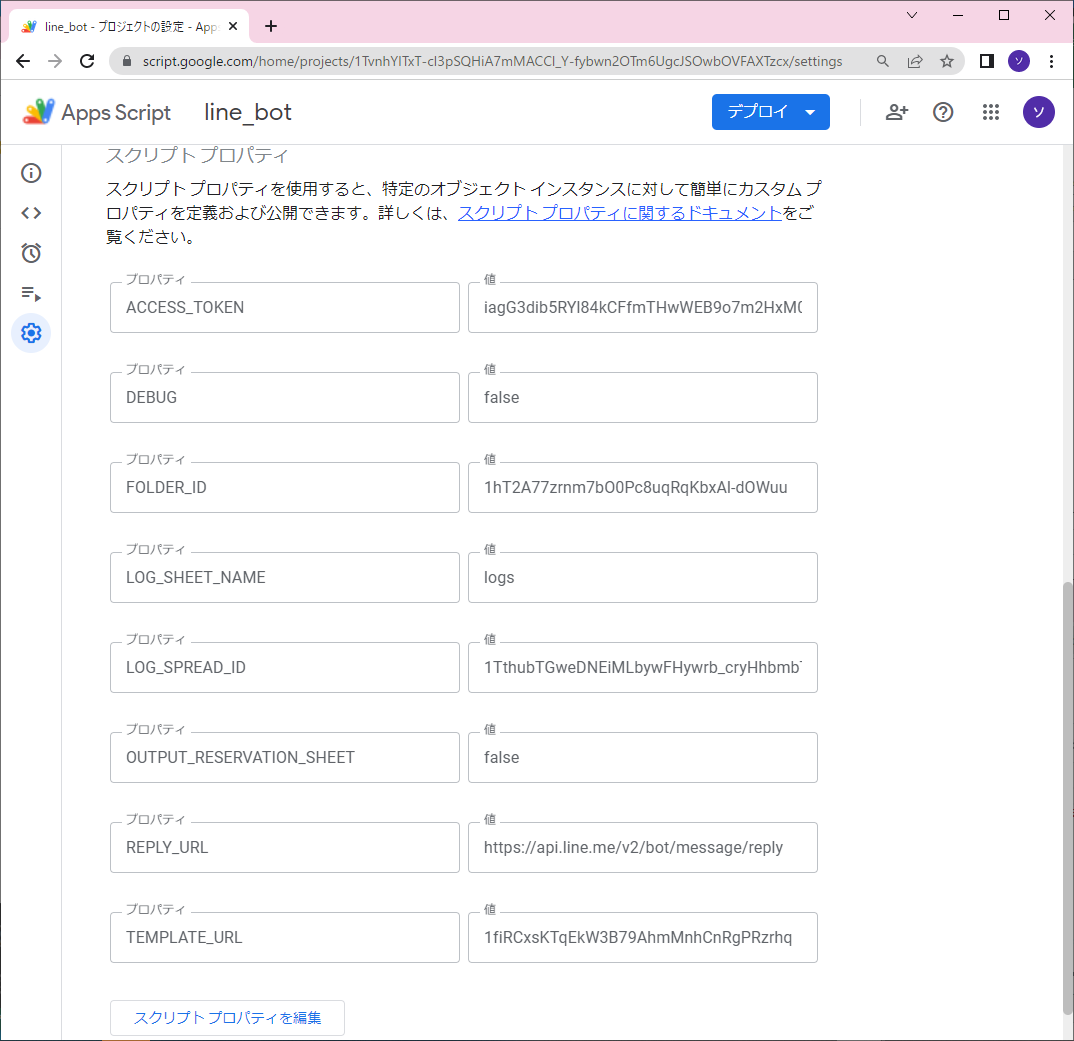 line_bot - プロジェクトの設定 - Apps
script.google.com/home/projects/1TvnhYITxT-cI3pSQHiA7mMACCI_Y-fybwn2OTm6UgcJSOwbOVFAXTzcx/settings
ソ
Apps Script
line_bot
デプロイ
ソ
スクリプト プロパティ
スクリプト プロパティを使用すると、特定のオブジェクト インスタンスに対して簡単にカスタム プ
ロパティを定義および公開できます。詳しくは、スクリプト プロパティに関するドキュメントをご
覧ください。
プロパティ 値
ACCESS_TOKEN iagG3dib5RYI84kCFfmTHwWEB9o7m2HxM
プロパティ 値
DEBUG false
プロパティ 値
FOLDER_ID 1hT2A77zrnm7bO0Pc8uqRqKbxAI-dOWuu
プロパティ 値
LOG_SHEET_NAME logs
プロパティ 値
LOG_SPREAD_ID 1TthubTGweDNEiMLbywFHywrb_cryHhbmb
プロパティ 値
OUTPUT_RESERVATION_SHEET false
プロパティ 値
REPLY_URL https://api.line.me/v2/bot/message/reply
プロパティ 値
TEMPLATE_URL 1fiRCxsKTqEkW3B79AhmMnhCnRgPRzrhq
スクリプト プロパティを編集